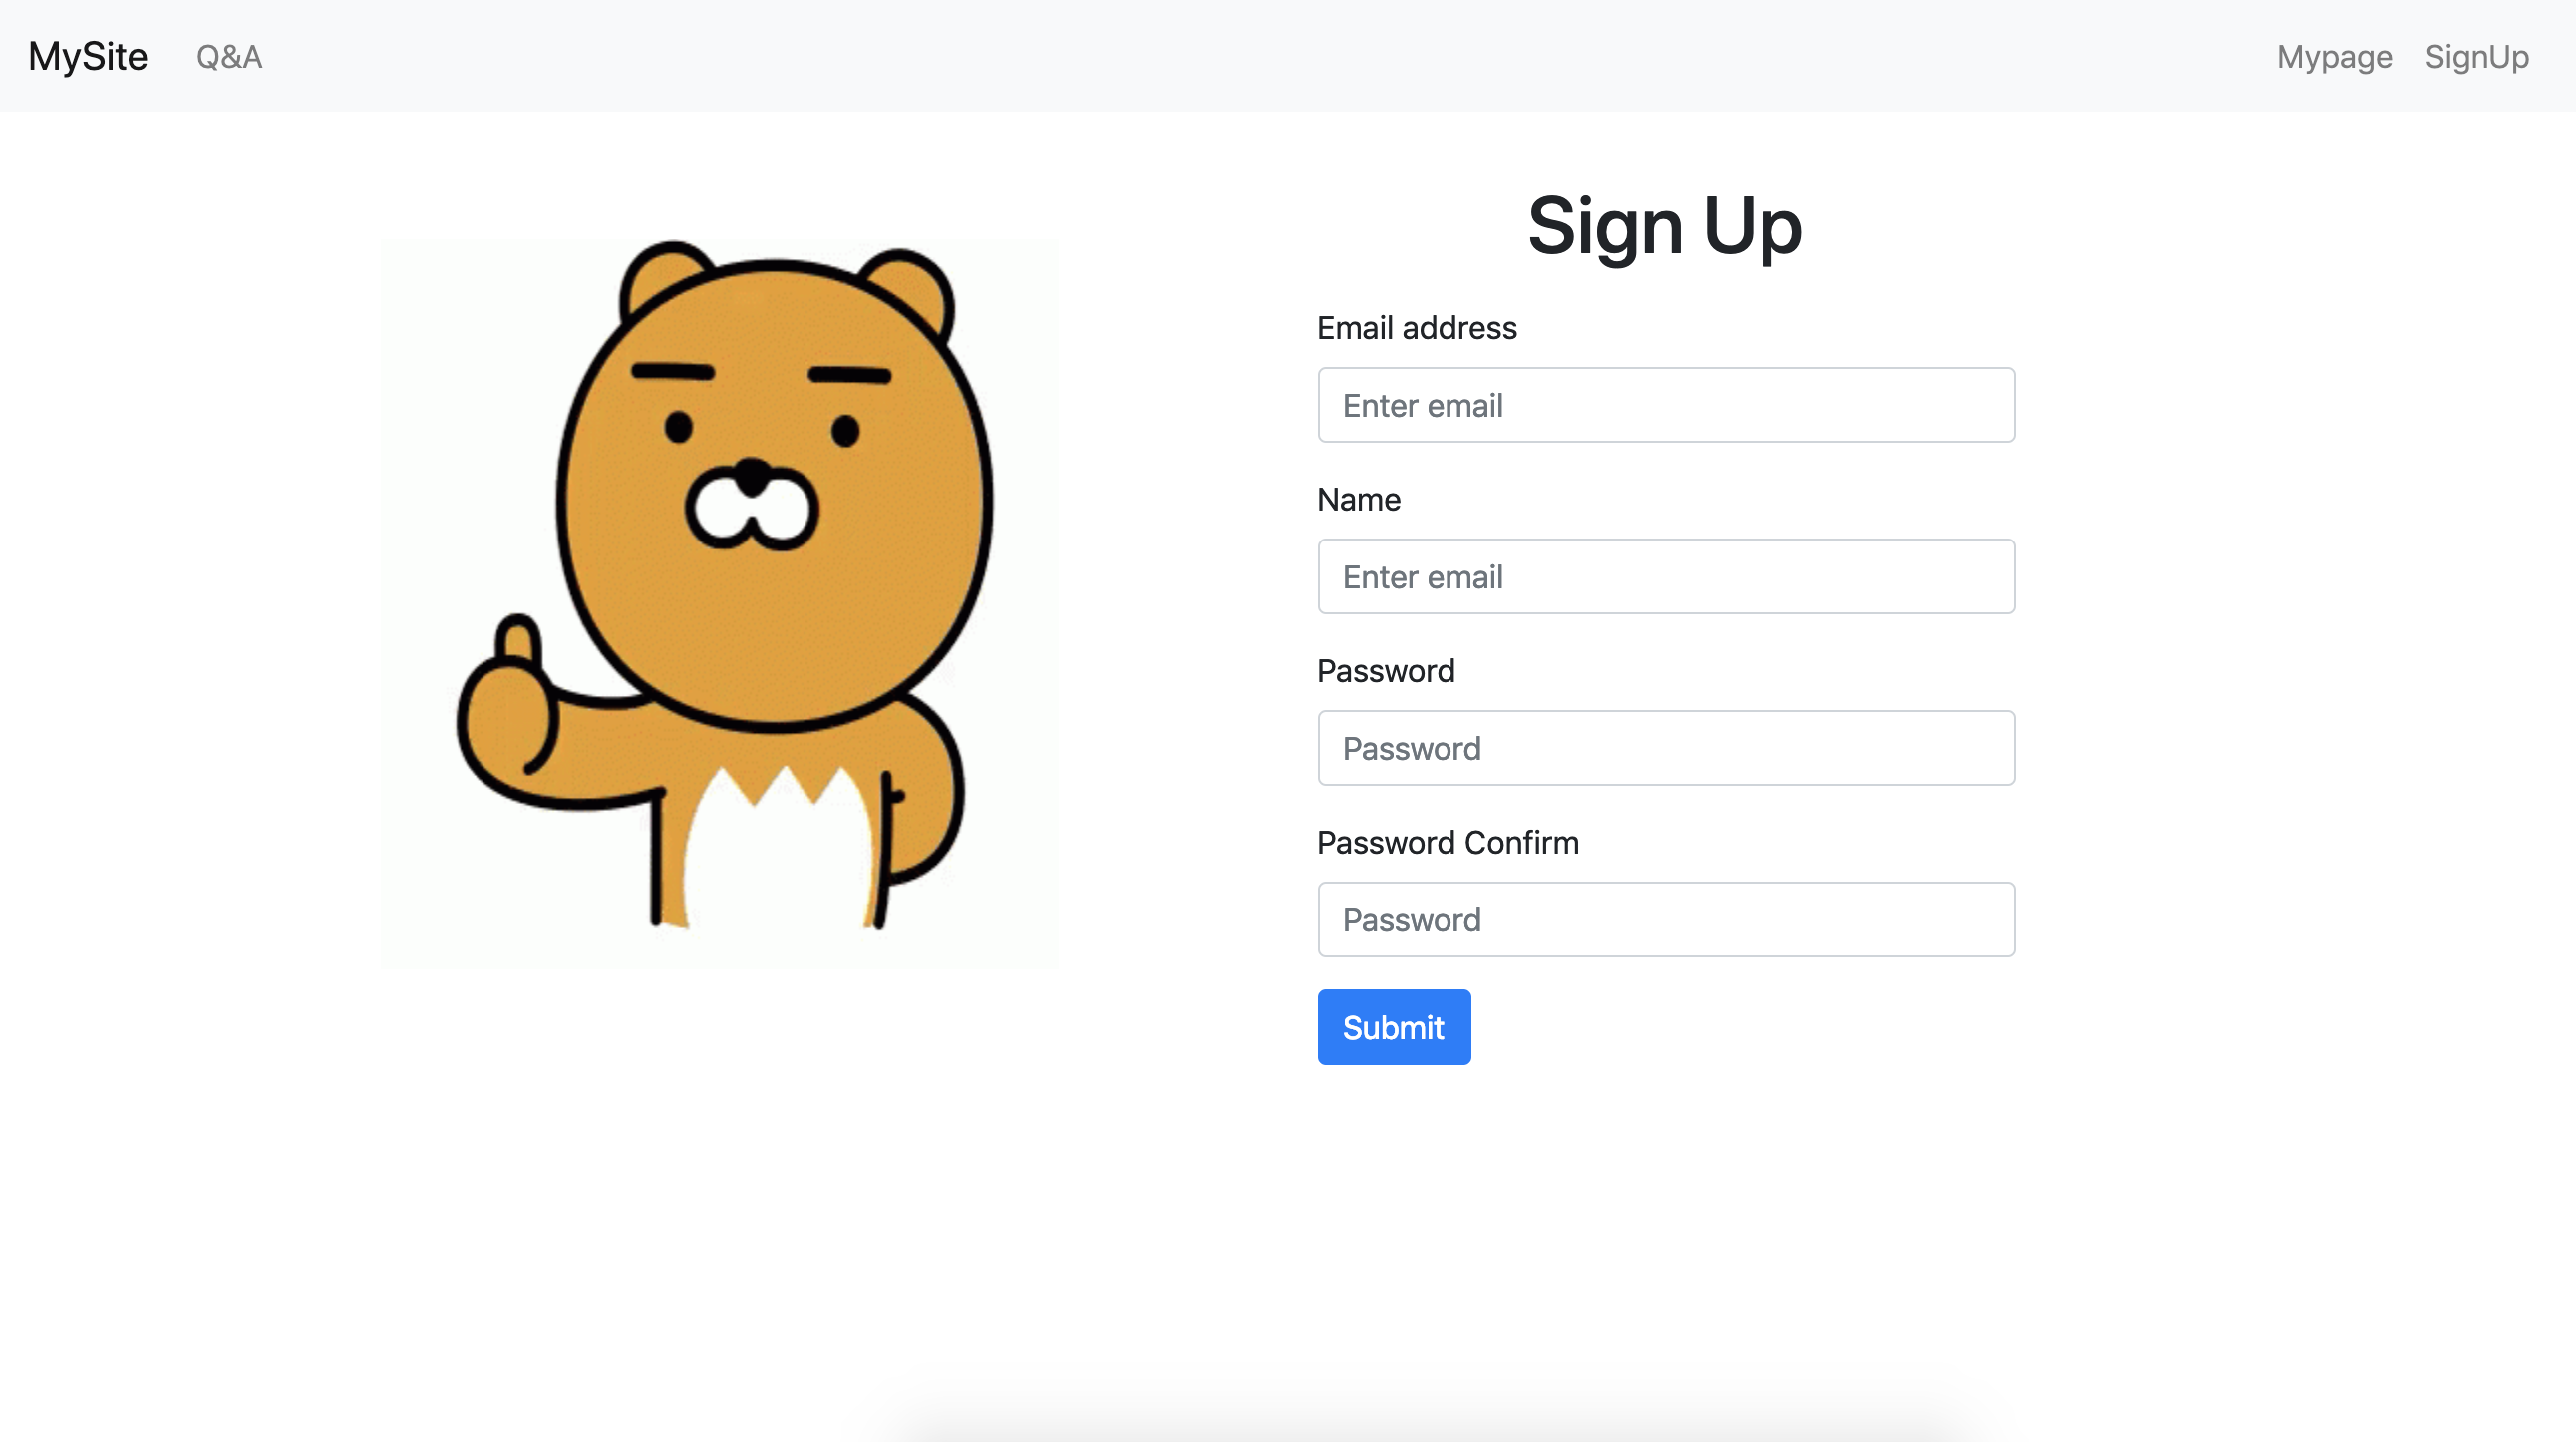 MySite Q&A Mypage SignUp
Sign Up
Email address
Enter email
Name
Enter email
Password
Password
Password Confirm
Password
Submit